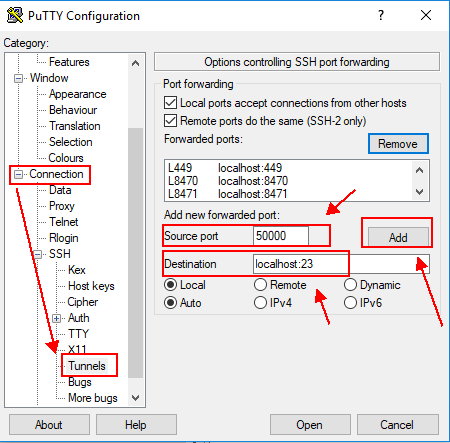 PuTTY Configuration
Category:
Features
Window
Appearance
Behaviour
Translation
Selection
Colours
Connection
Data
Proxy
Telnet
Rlogin
SSH
Kex
Host keys
Cipher
Auth
TTY
X11
Tunnels
Bugs
More bugs
Options controlling SSH port forwarding
Port forwarding
Local ports accept connections from other hosts
Remote ports do the same (SSH-2 only)
Forwarded ports:
Remove
L449 localhost:449
L8470 localhost:8470
L8471 localhost:8471
Add new forwarded port:
Source port 50000 Add
Destination localhost:23
Local Remote Dynamic
Auto IPv4 IPv6
About Help Open Cancel